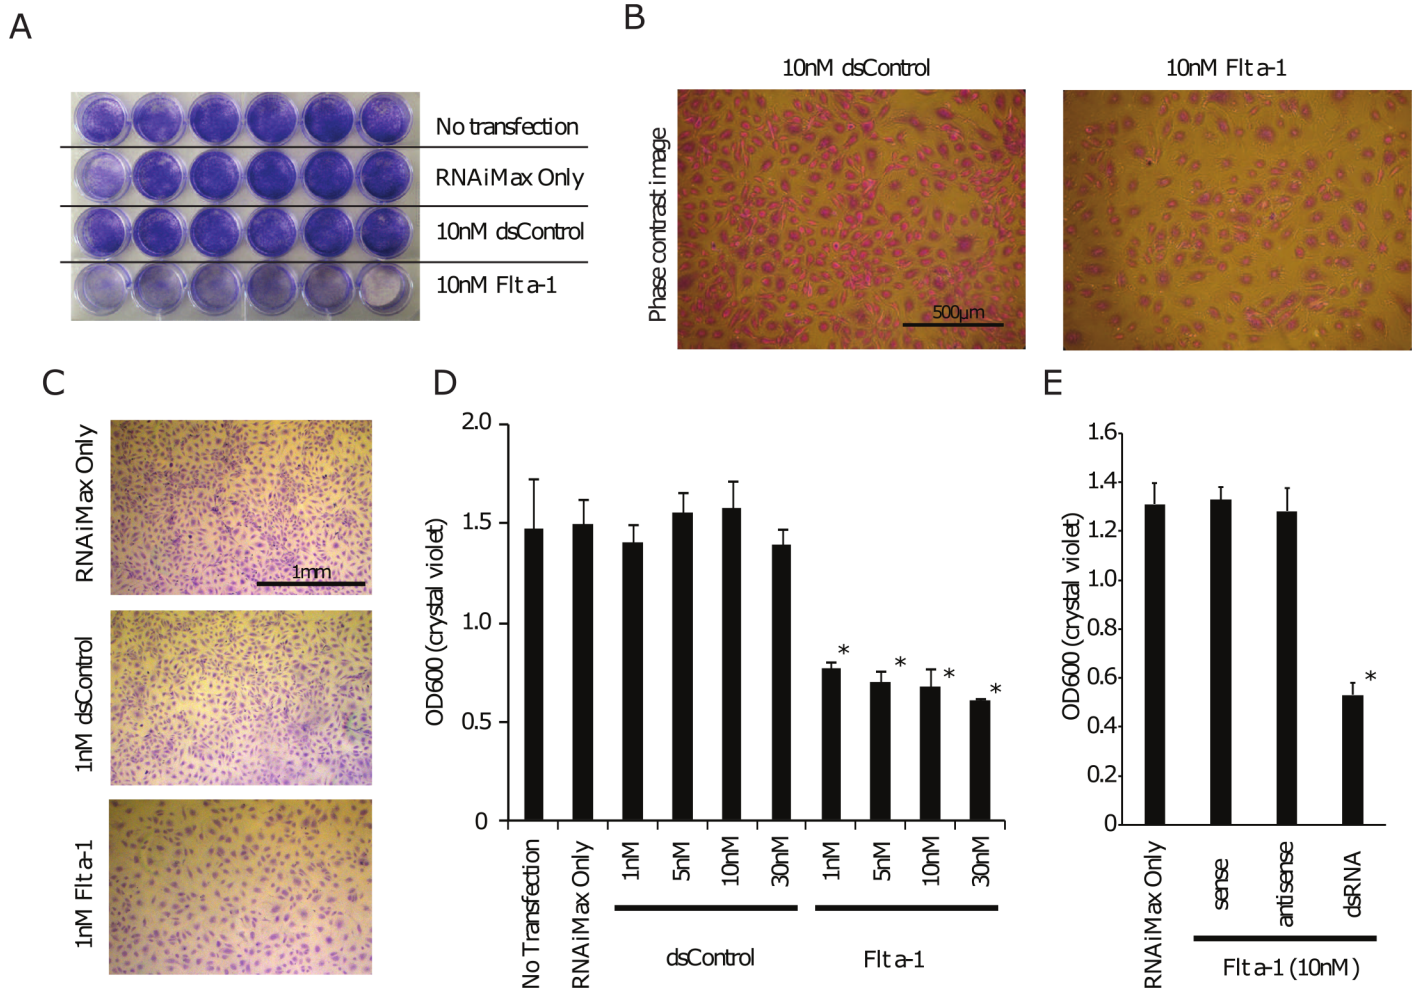 A
No transfection
RNAiMax Only
10nM dsControl
10nM Flt a-1
B
10nM dsControl
10nM Flt a-1
Phase contrast image
500µm
C
RNAiMax Only
1mm
1nM dsControl
1nM Flt a-1
D
OD600 (crystal violet)
2.0
1.5
1.0
0.5
0
*
*
*
*
No Transfection
RNAiMax Only
1nM
5nM
10nM
30nM
1nM
5nM
10nM
30nM
dsControl
Flt a-1
E
OD600 (crystal violet)
1.6
1.4
1.2
1.0
0.8
0.6
0.4
0.2
0
*
RNAiMax Only
sense
antisense
dsRNA
Flt a-1 (10nM)